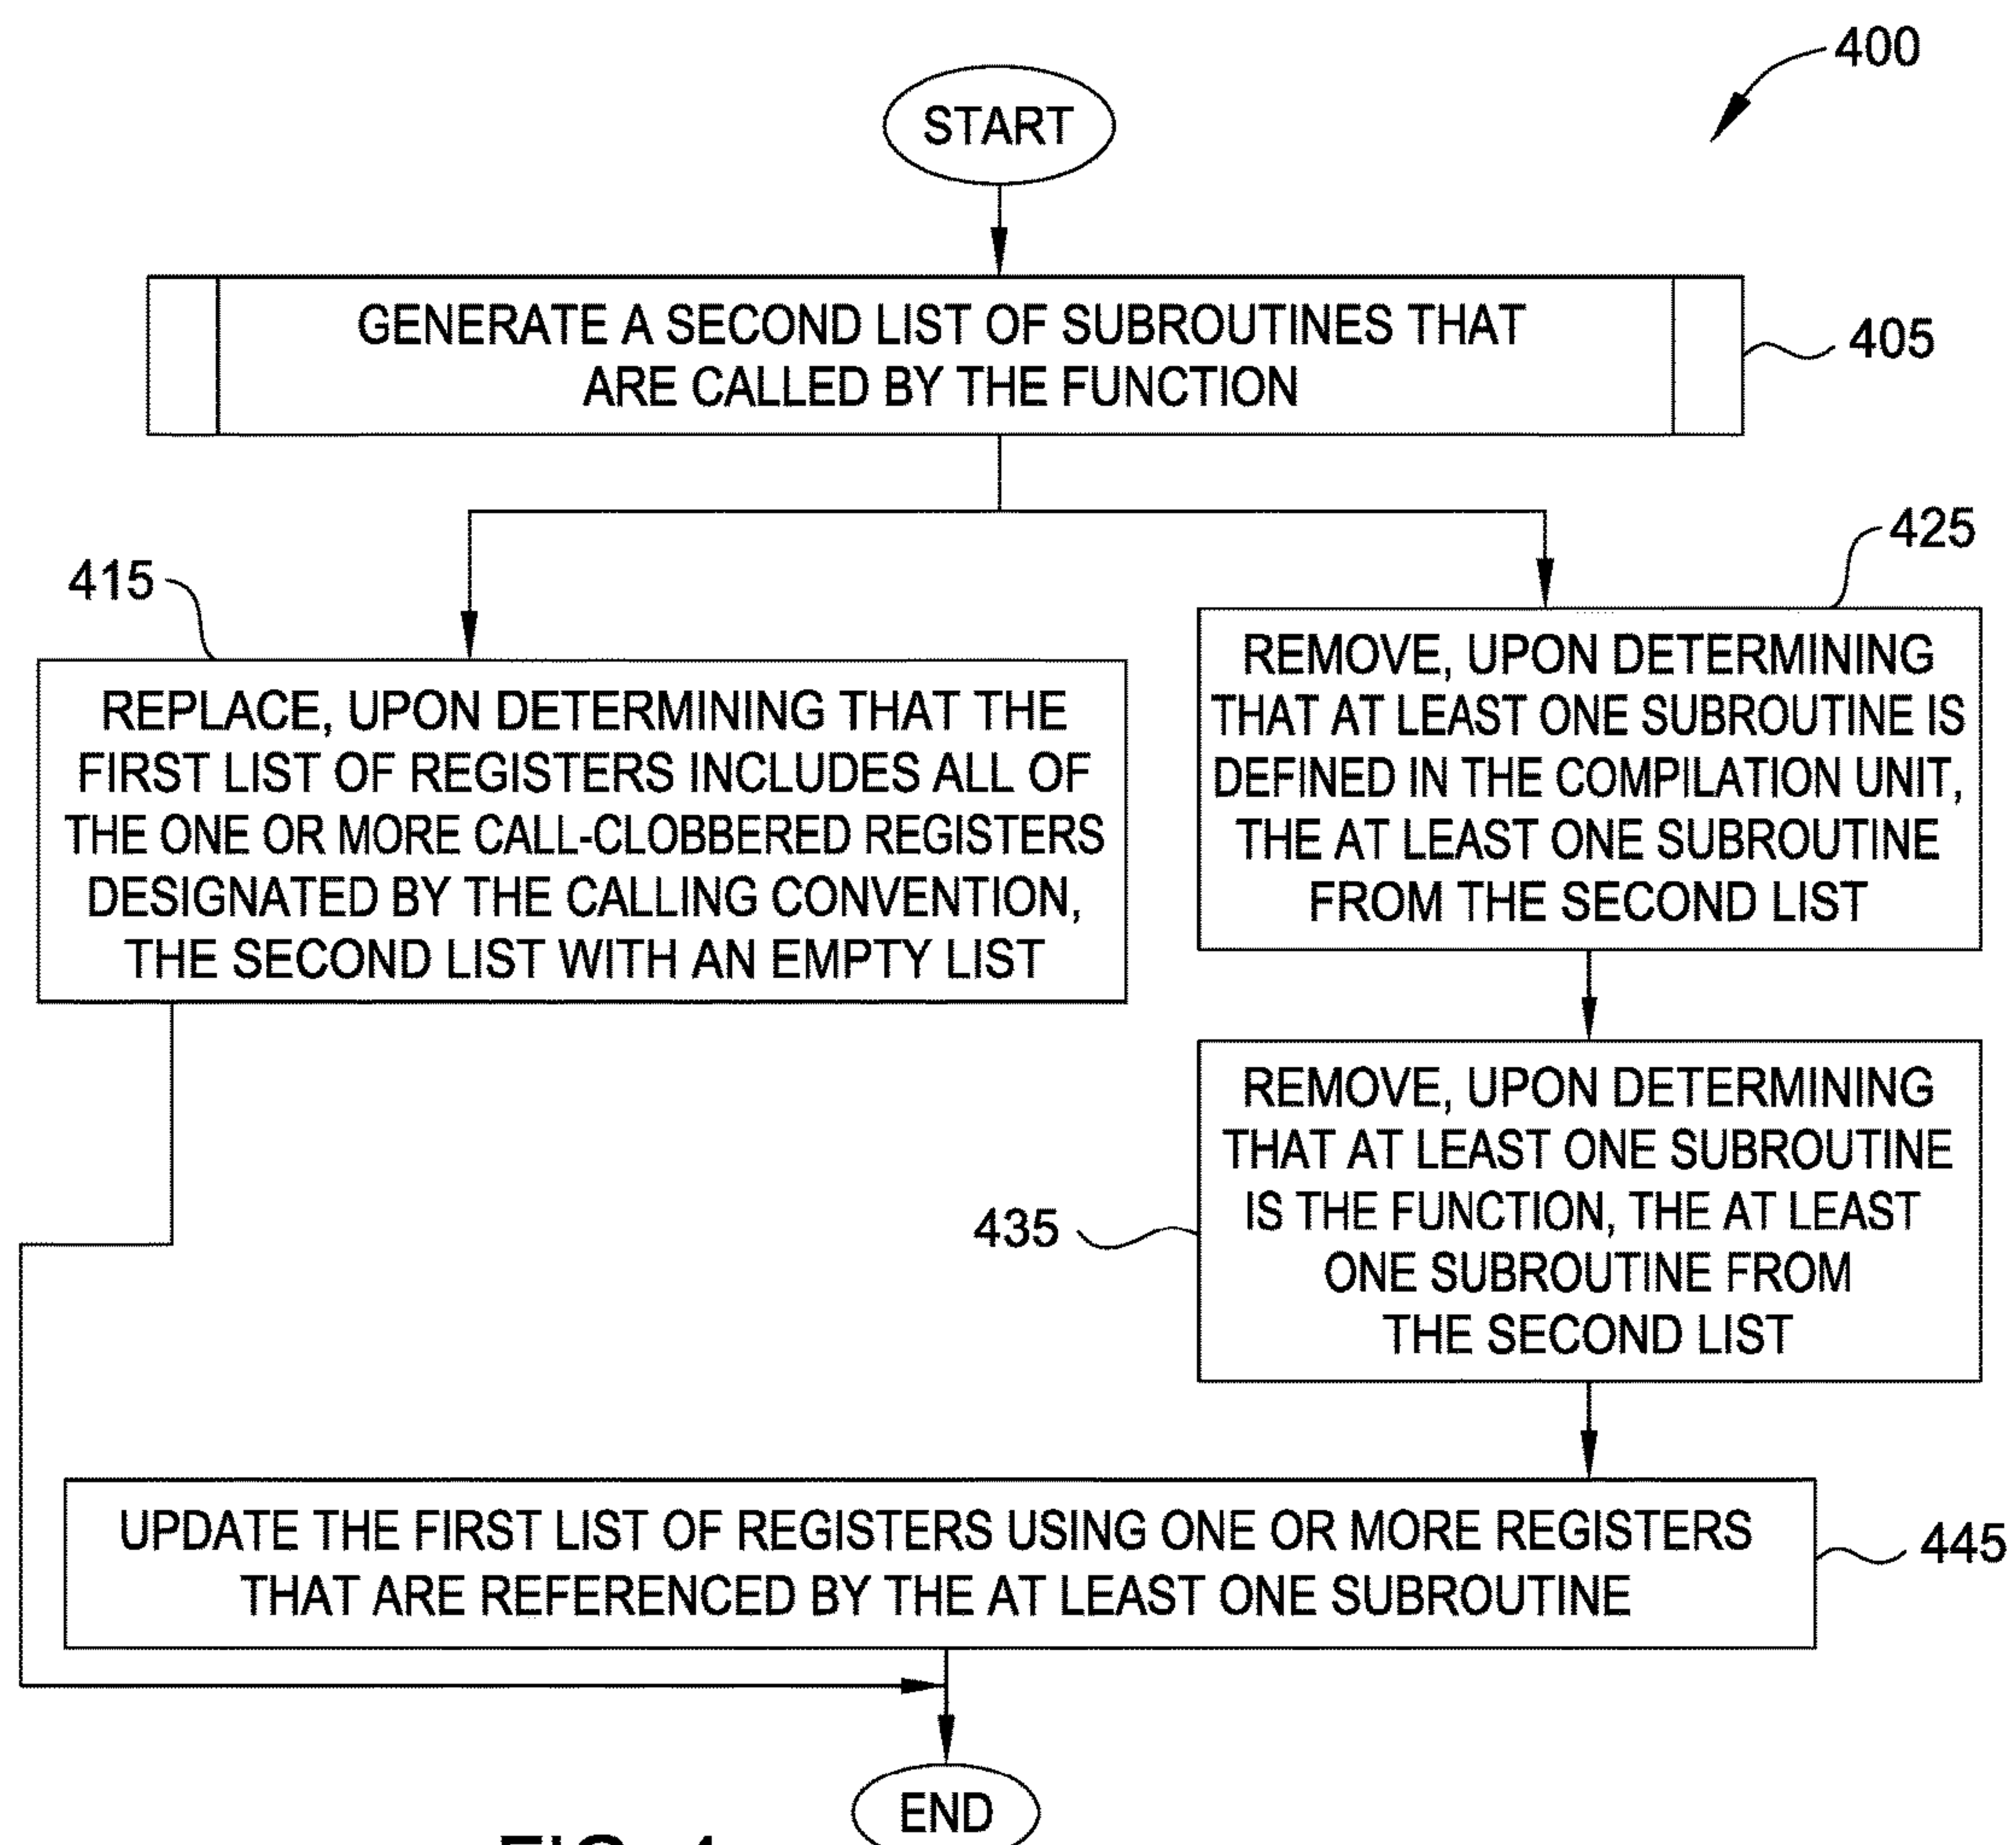 400
START
GENERATE A SECOND LIST OF SUBROUTINES THAT
ARE CALLED BY THE FUNCTION
405
415
REPLACE, UPON DETERMINING THAT THE
FIRST LIST OF REGISTERS INCLUDES ALL OF
THE ONE OR MORE CALL-CLOBBERED REGISTERS
DESIGNATED BY THE CALLING CONVENTION,
THE SECOND LIST WITH AN EMPTY LIST
425
REMOVE, UPON DETERMINING
THAT AT LEAST ONE SUBROUTINE IS
DEFINED IN THE COMPILATION UNIT,
THE AT LEAST ONE SUBROUTINE
FROM THE SECOND LIST
435
REMOVE, UPON DETERMINING
THAT AT LEAST ONE SUBROUTINE
IS THE FUNCTION, THE AT LEAST
ONE SUBROUTINE FROM
THE SECOND LIST
UPDATE THE FIRST LIST OF REGISTERS USING ONE OR MORE REGISTERS
THAT ARE REFERENCED BY THE AT LEAST ONE SUBROUTINE
445
END